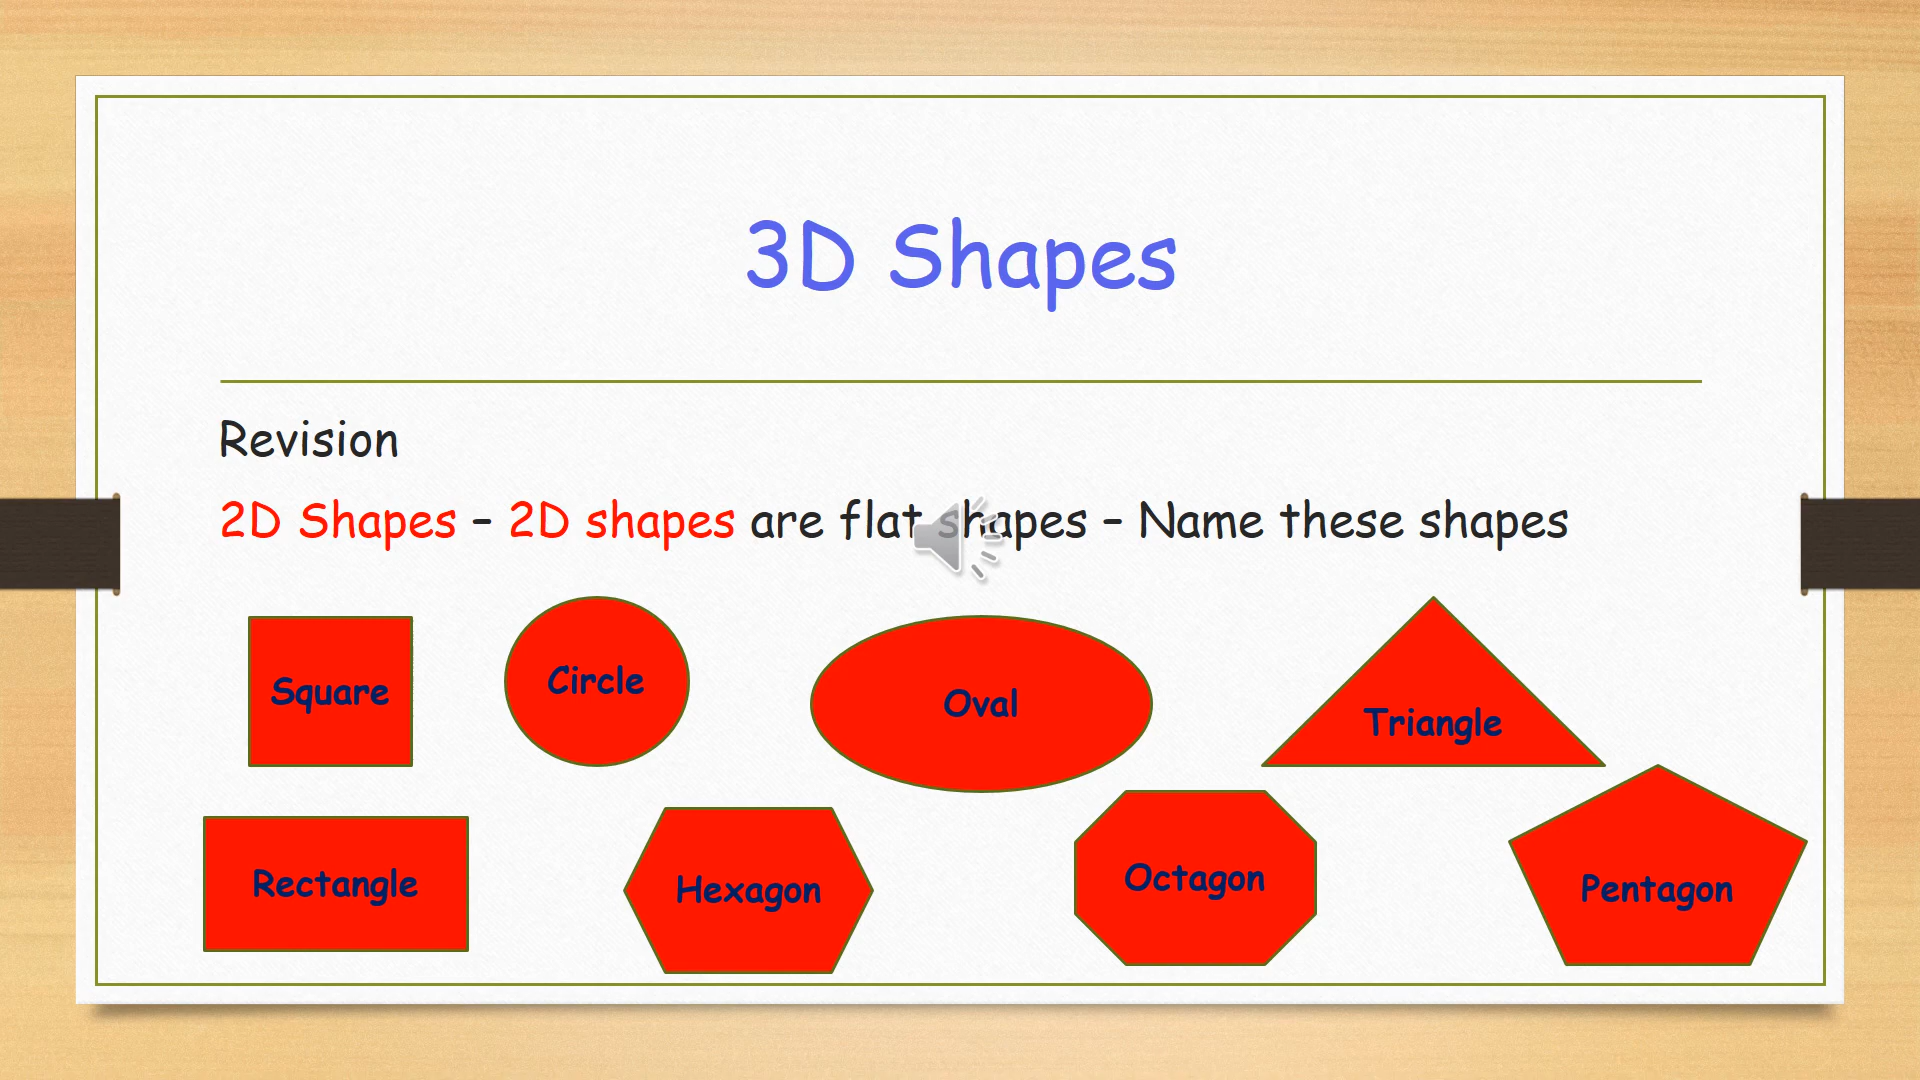 3D Shapes
Revision
2D Shapes – 2D shapes are flat shapes – Name these shapes
Square
Circle
Oval
Triangle
Rectangle
Hexagon
Octagon
Pentagon